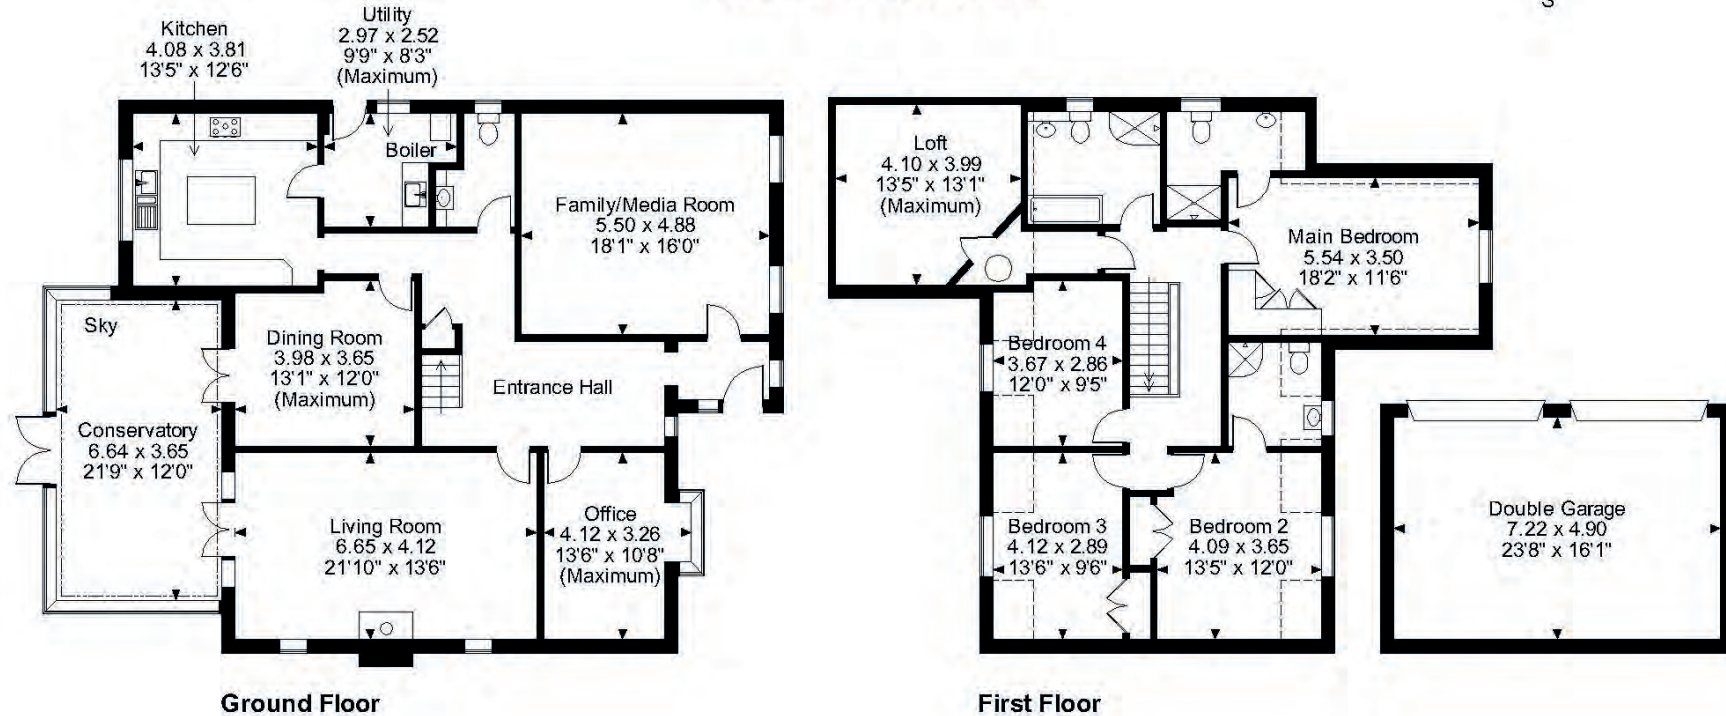 S
Kitchen
4.08 x 3.81
13'5" x 12'6"
Utility
2.97 x 2.52
9'9" x 8'3"
(Maximum)
Boiler
Family/Media Room
5.50 x 4.88
18'1" x 16'0"
Sky
Dining Room
3.98 x 3.65
13'1" x 12'0"
(Maximum)
Entrance Hall
Conservatory
6.64 x 3.65
21'9" x 12'0"
Living Room
6.65 x 4.12
21'10" x 13'6"
Office
4.12 x 3.26
13'6" x 10'8"
(Maximum)
Ground Floor
Loft
4.10 x 3.99
13'5" x 13'1"
(Maximum)
Main Bedroom
5.54 x 3.50
18'2" x 11'6"
Bedroom 4
3.67 x 2.86
12'0" x 9'5"
Bedroom 3
4.12 x 2.89
13'6" x 9'6"
Bedroom 2
4.09 x 3.65
13'5" x 12'0"
First Floor
Double Garage
7.22 x 4.90
23'8" x 16'1"